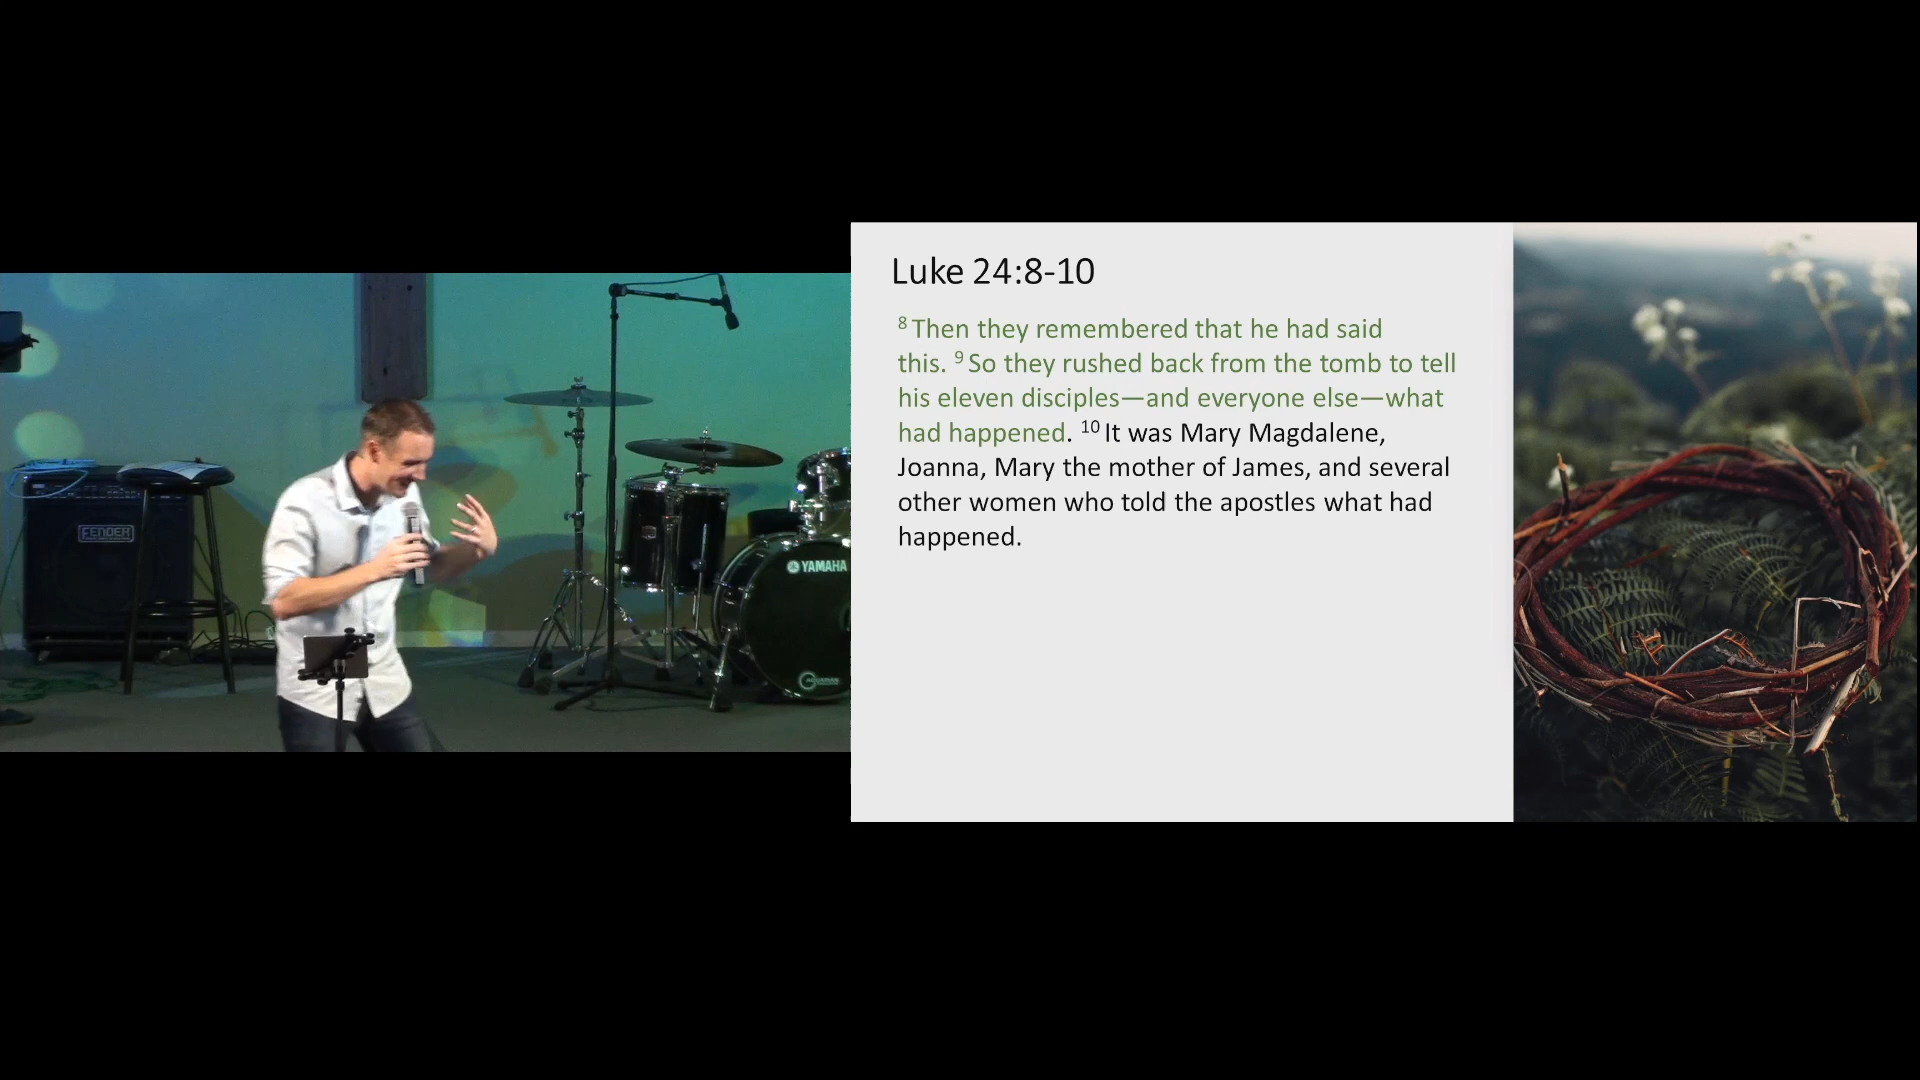 FENDER
YAMAHA
Luke 24:8-10
8 Then they remembered that he had said
this. 9 So they rushed back from the tomb to tell
his eleven disciples—and everyone else—what
had happened. 10 It was Mary Magdalene,
Joanna, Mary the mother of James, and several
other women who told the apostles what had
happened.